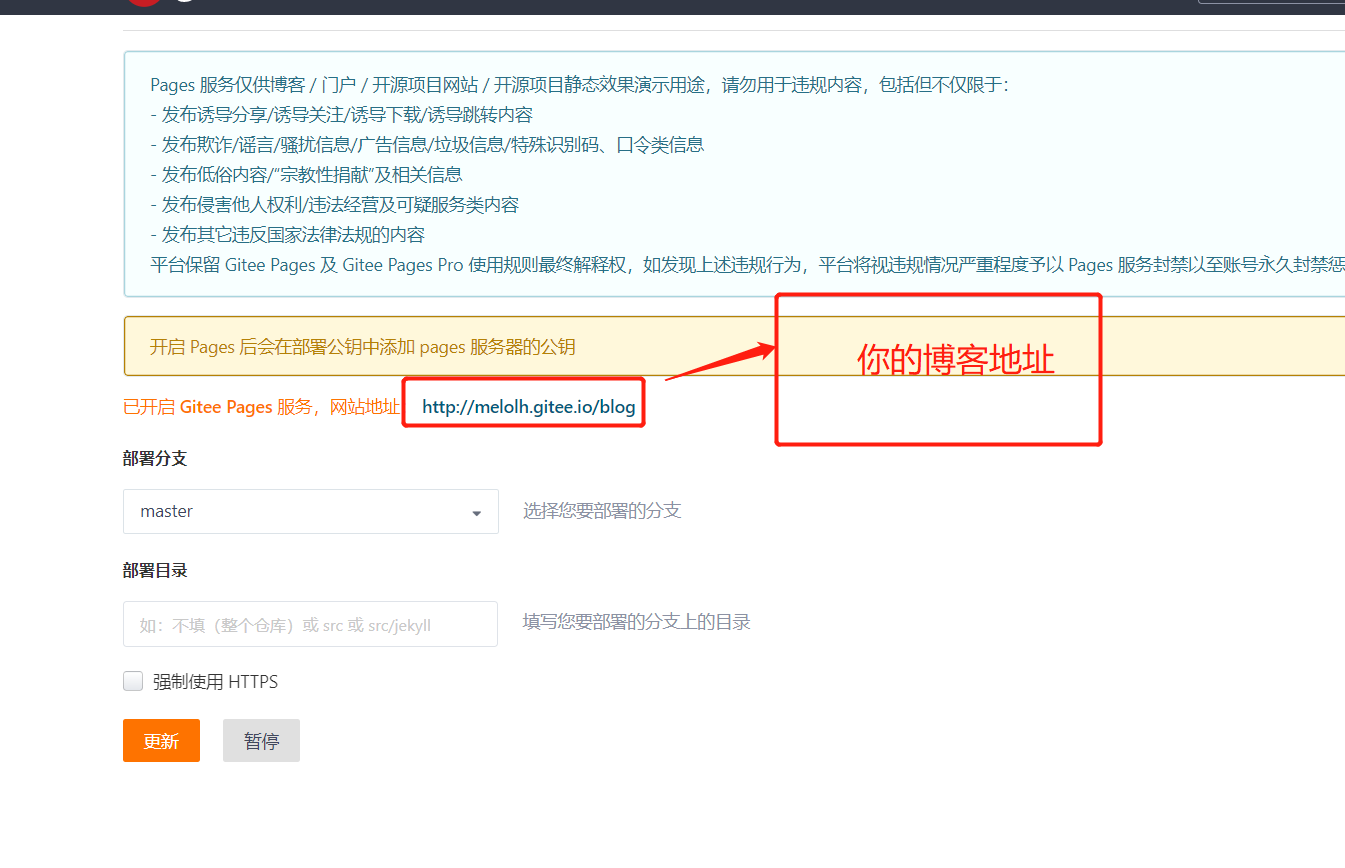 Pages 服务仅供博客 / 门户 / 开源项目网站 / 开源项目静态效果演示用途，请勿用于违规内容，包括但不仅限于：
- 发布诱导分享/诱导关注/诱导下载/诱导跳转内容
- 发布欺诈/谣言/骚扰信息/广告信息/垃圾信息/特殊识别码、口令类信息
- 发布低俗内容/“宗教性捐献”及相关信息
- 发布侵害他人权利/违法经营及可疑服务类内容
- 发布其它违反国家法律法规的内容
平台保留 Gitee Pages 及 Gitee Pages Pro 使用规则最终解释权，如发现上述违规行为，平台将视违规情况严重程度予以 Pages 服务封禁以至账号永久封禁惩
开启 Pages 后会在部署公钥中添加 pages 服务器的公钥
你的博客地址
已开启 Gitee Pages 服务，网站地址 http://melolh.gitee.io/blog
部署分支
master 选择您要部署的分支
部署目录
如：不填（整个仓库）或 src 或 src/jekyll 填写您要部署的分支上的目录
强制使用 HTTPS
更新 暂停